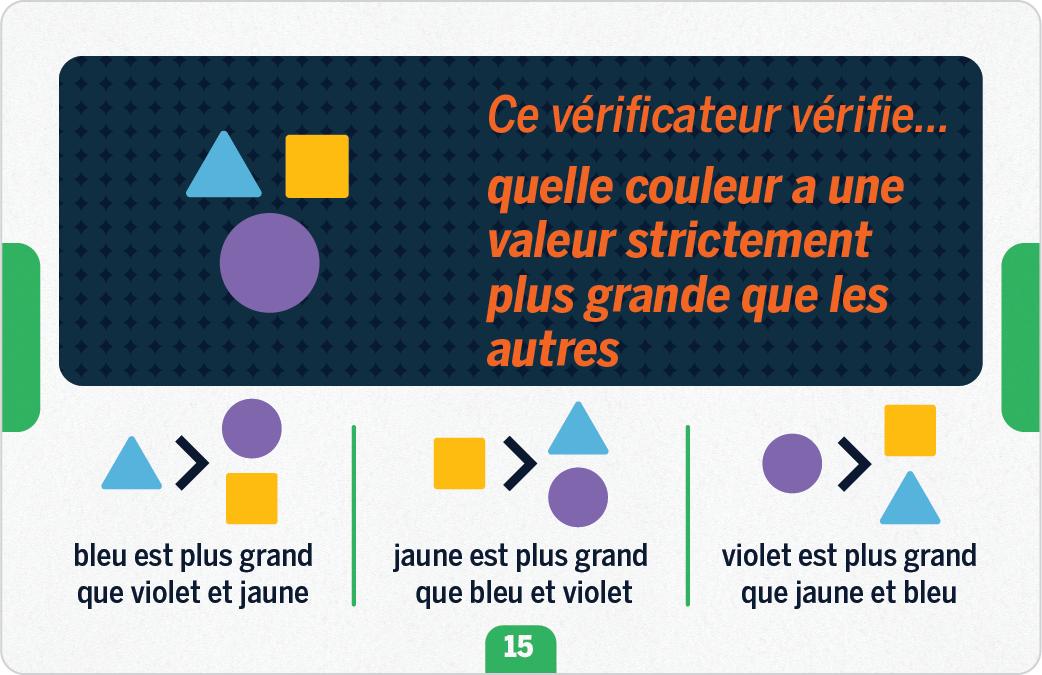 Ce vérificateur vérifie...
quelle couleur a une
valeur strictement
plus grande que les
autres
bleu est plus grand
que violet et jaune
jaune est plus grand
que bleu et violet
violet est plus grand
que jaune et bleu
15